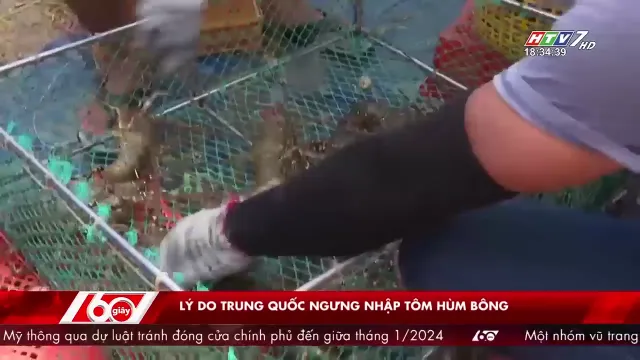 HTV7 HD
18:34:39
60 giây
LÝ DO TRUNG QUỐC NGƯNG NHẬP TÔM HÙM BÔNG
Mỹ thông qua dự luật tránh đóng cửa chính phủ đến giữa tháng 1/2024 60 Một nhóm vũ trang